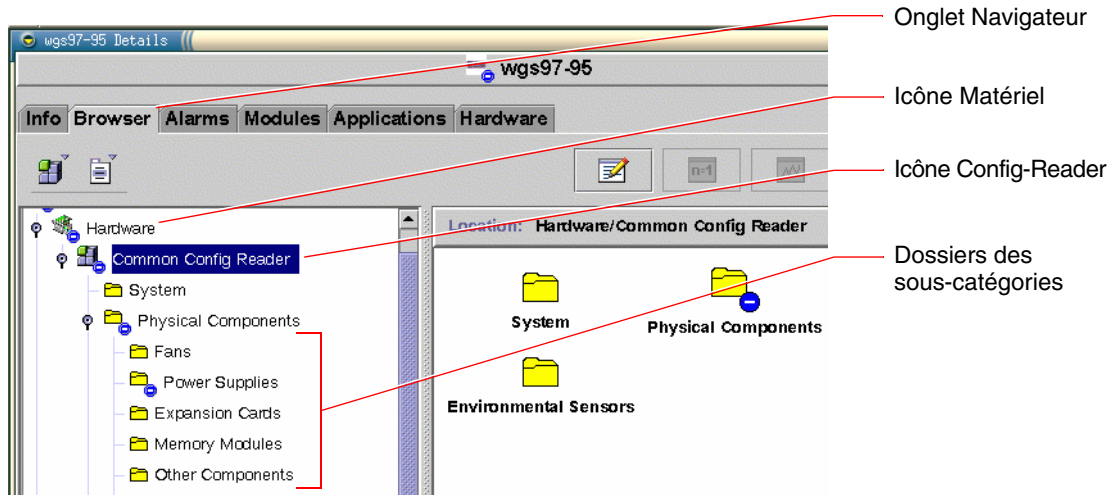 Onglet Navigateur
wgs97-95 Details
wgs97-95
Info Browser Alarms Modules Applications Hardware
Icône Matériel
n=1
Icône Config-Reader
Hardware
Location: Hardware/Common Config Reader
Common Config Reader
Dossiers des
sous-catégories
System
Physical Components
Fans
Power Supplies
Expansion Cards
Memory Modules
Other Components
System
Physical Components
Environmental Sensors